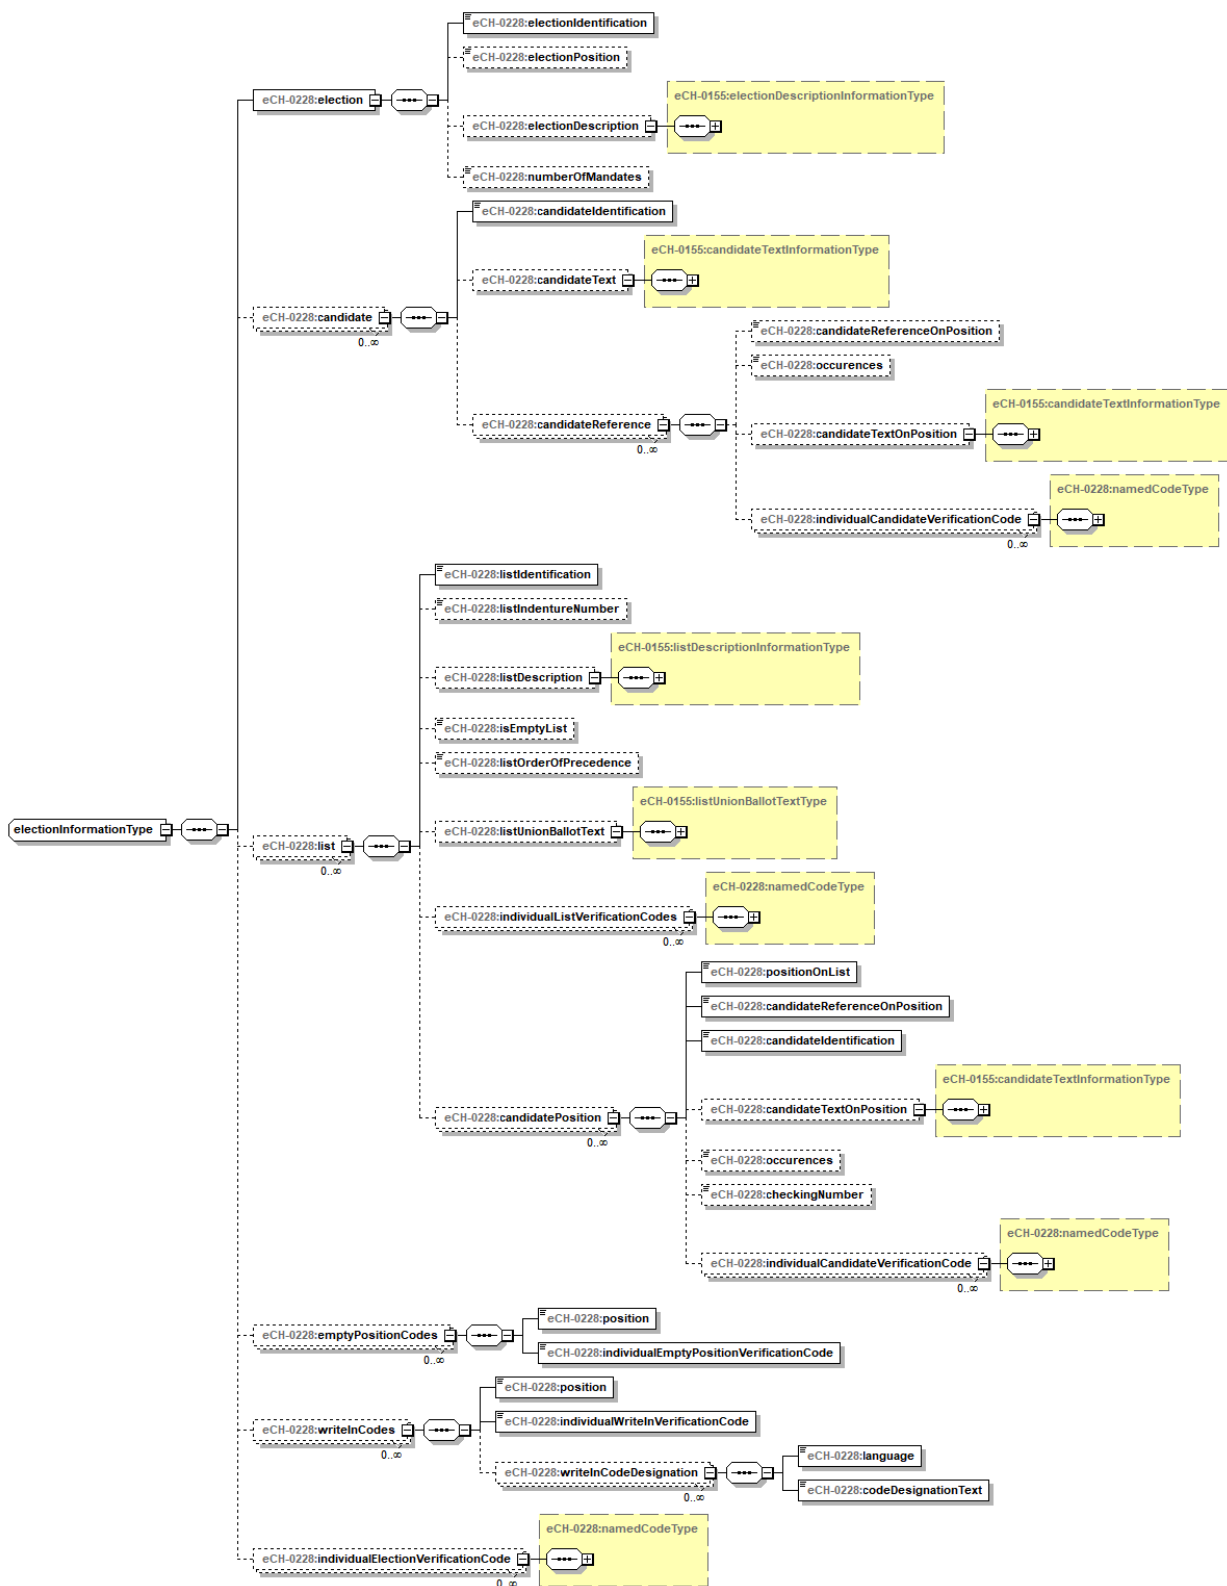 eCH-0228:electionIdentification
eCH-0228:electionPosition
eCH-0155:electionDescriptionInformationType
eCH-0228:election
eCH-0228:electionDescription
eCH-0228:numberOfMandates
eCH-0228:candidateIdentification
eCH-0155:candidateTextInformationType
eCH-0228:candidateText
eCH-0228:candidate
0..∞
eCH-0228:candidateReferenceOnPosition
eCH-0228:occurences
eCH-0155:candidateTextInformationType
eCH-0228:candidateReference
0..∞
eCH-0228:candidateTextOnPosition
eCH-0228:namedCodeType
eCH-0228:individualCandidateVerificationCode
0..∞
eCH-0228:listIdentification
eCH-0228:listIndentureNumber
eCH-0155:listDescriptionInformationType
eCH-0228:listDescription
eCH-0228:isEmptyList
eCH-0228:listOrderOfPrecedence
eCH-0155:listUnionBallotTextType
electionInformationType
eCH-0228:listUnionBallotText
eCH-0228:list
0..∞
eCH-0228:namedCodeType
eCH-0228:individualListVerificationCodes
0..∞
eCH-0228:positionOnList
eCH-0228:candidateReferenceOnPosition
eCH-0228:candidateIdentification
eCH-0155:candidateTextInformationType
eCH-0228:candidatePosition
0..∞
eCH-0228:candidateTextOnPosition
eCH-0228:occurences
eCH-0228:checkingNumber
eCH-0228:namedCodeType
eCH-0228:individualCandidateVerificationCode
0..∞
eCH-0228:position
eCH-0228:emptyPositionCodes
0..∞
eCH-0228:individualEmptyPositionVerificationCode
eCH-0228:position
eCH-0228:individualWriteInVerificationCode
eCH-0228:writeInCodes
0..∞
eCH-0228:language
eCH-0228:writeInCodeDesignation
0..∞
eCH-0228:codeDesignationText
eCH-0228:namedCodeType
eCH-0228:individualElectionVerificationCode
0..∞